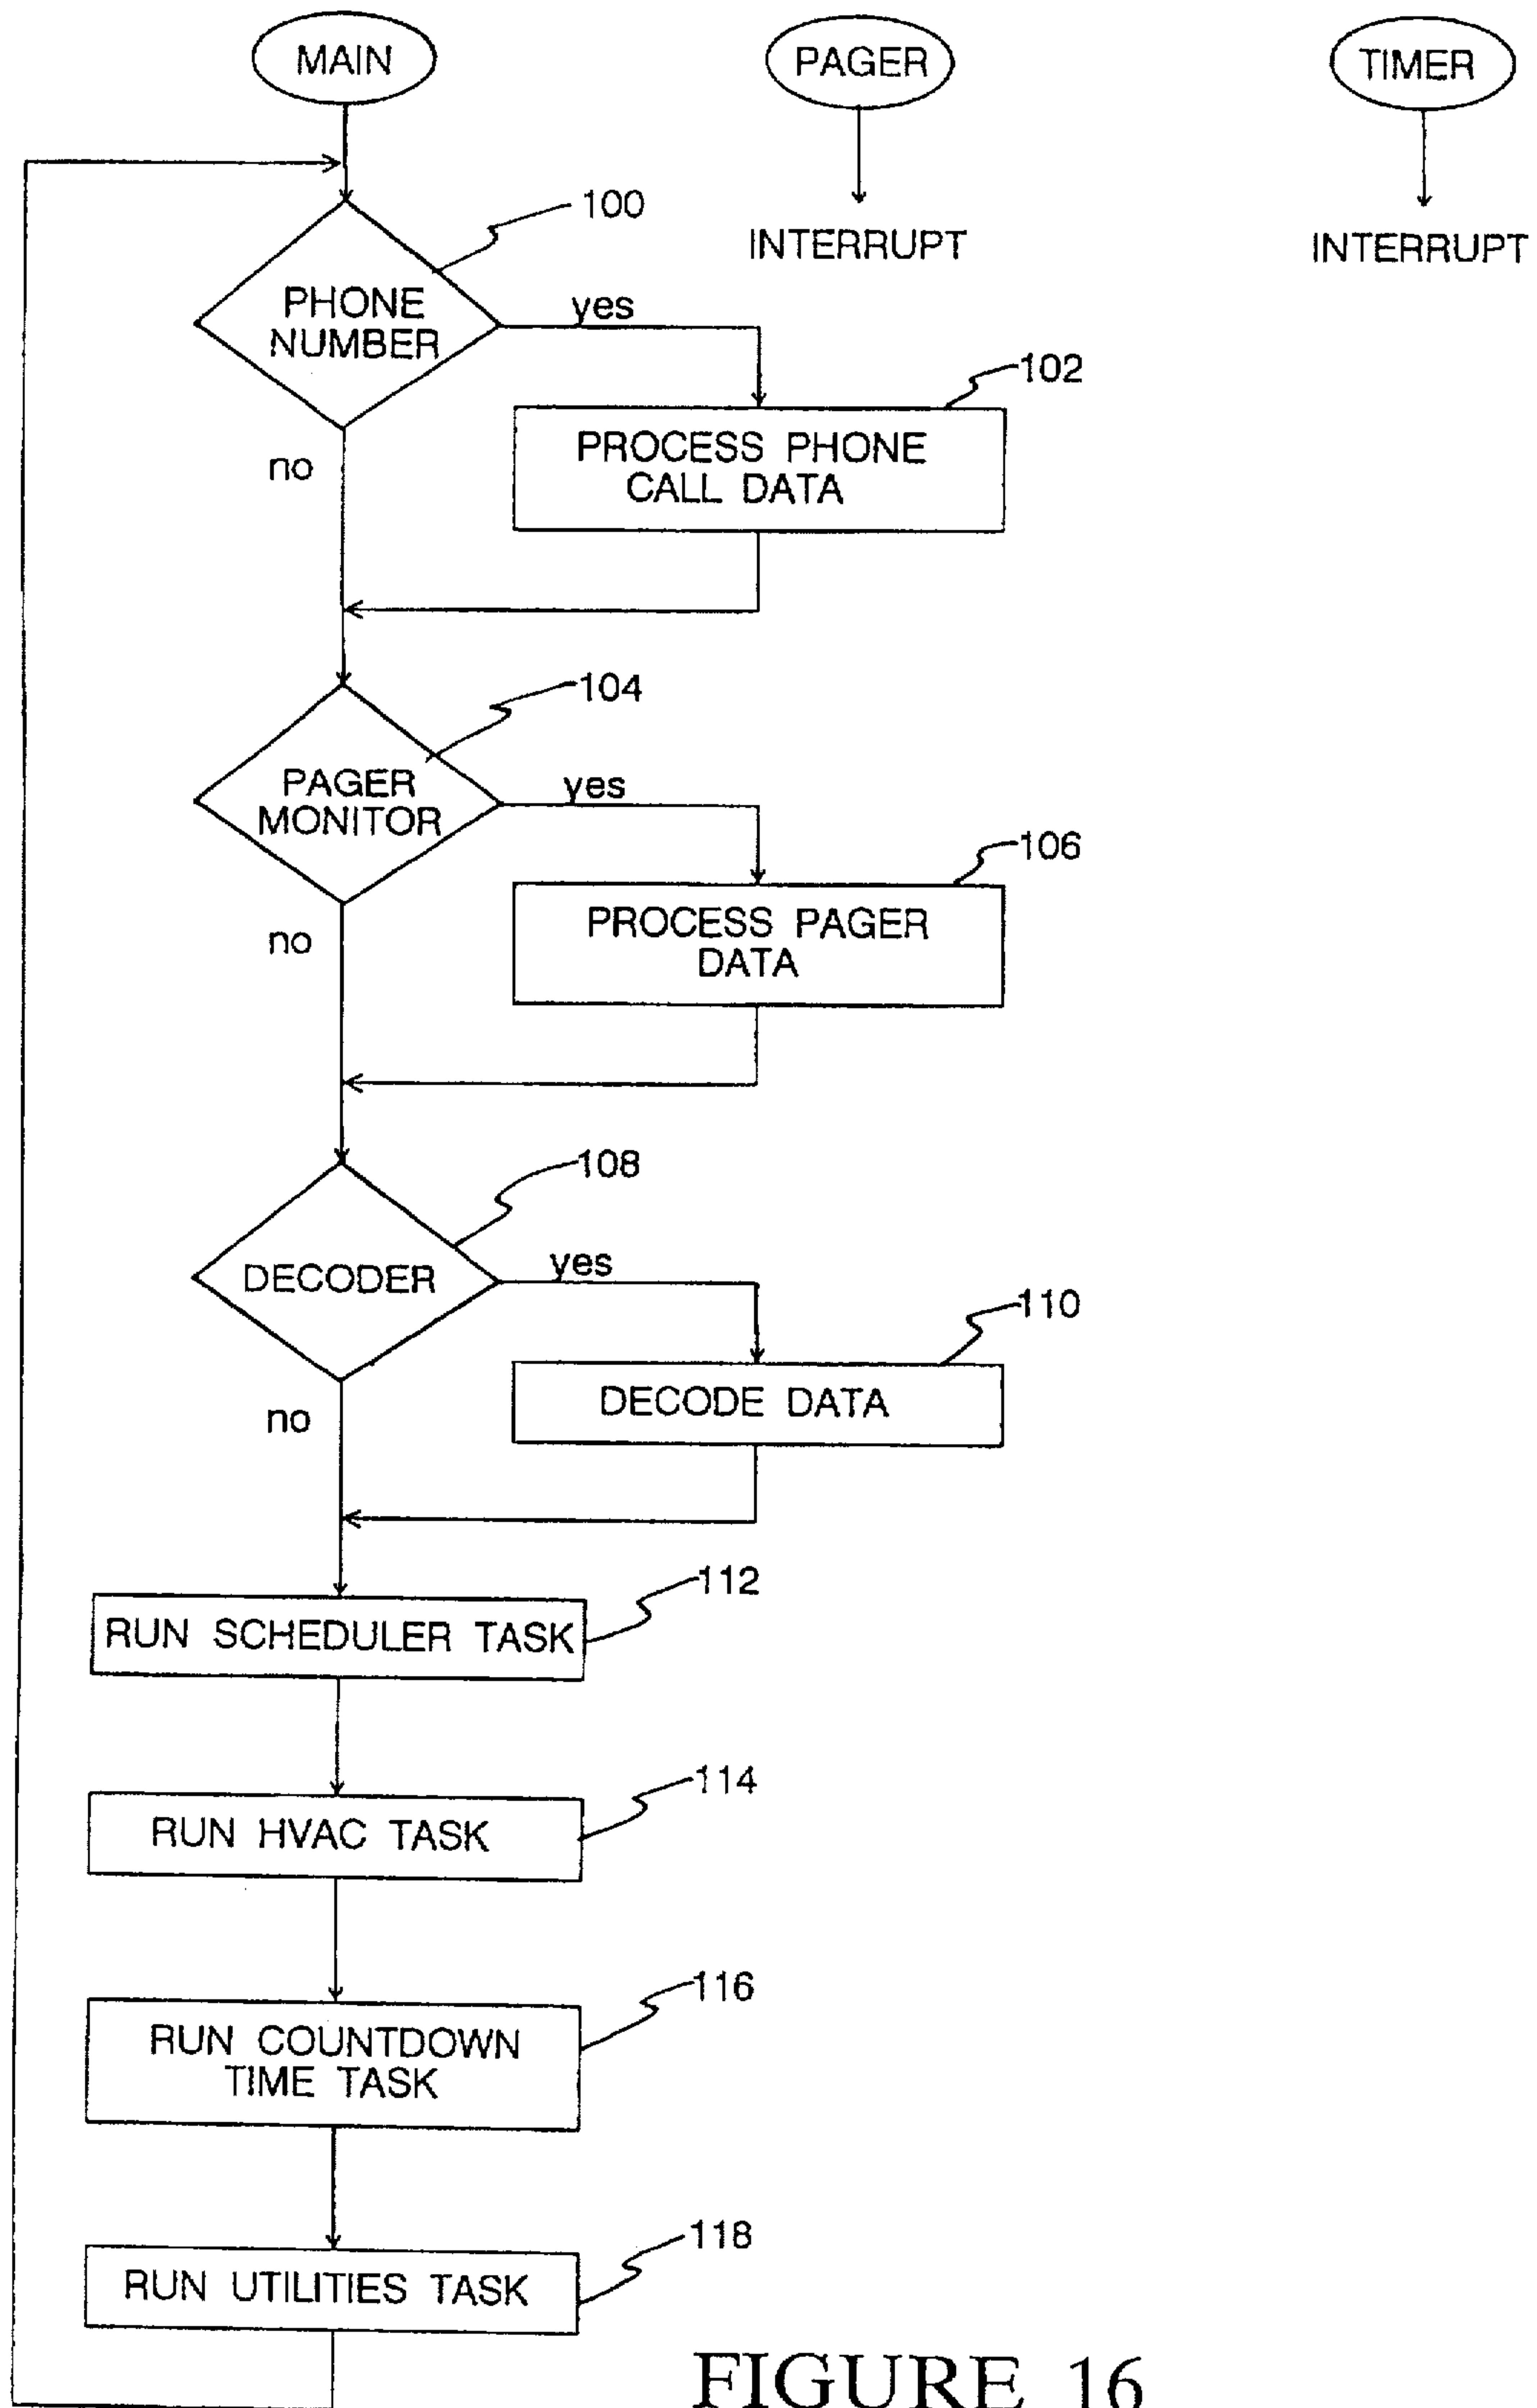 MAIN
PAGER
TIMER
INTERRUPT
INTERRUPT
100
PHONE
NUMBER
yes
no
102
PROCESS PHONE
CALL DATA
104
PAGER
MONITOR
yes
no
106
PROCESS PAGER
DATA
108
DECODER
yes
no
110
DECODE DATA
112
RUN SCHEDULER TASK
114
RUN HVAC TASK
116
RUN COUNTDOWN
TIME TASK
118
RUN UTILITIES TASK
FIGURE 16